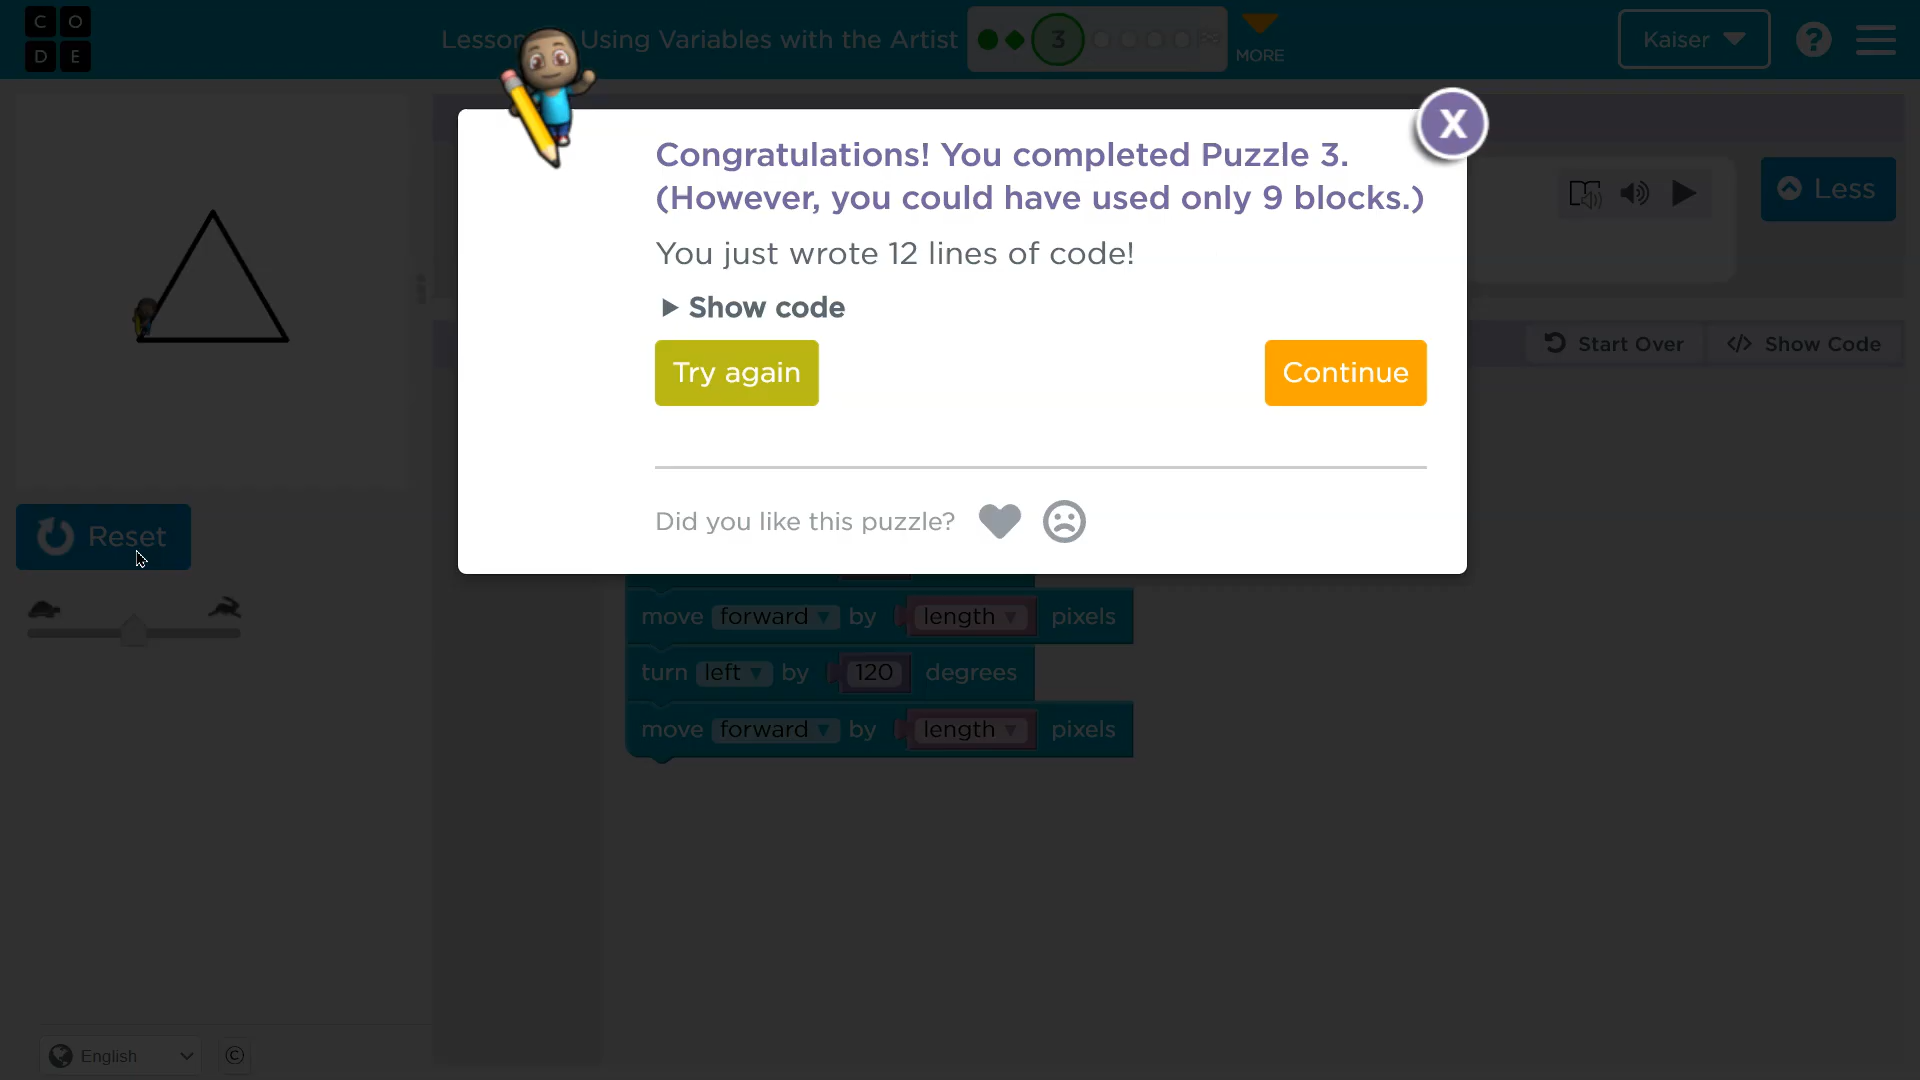 CODE
Lesson
Using Variables with the Artist
3
MORE
Kaiser
?
X
Congratulations! You completed Puzzle 3.
(However, you could have used only 9 blocks.)
You just wrote 12 lines of code!
Show code
Try again
Continue
Did you like this puzzle?
Less
Start Over
</> Show Code
Reset
move forward by length pixels
turn left by 120 degrees
move forward by length pixels
English
©